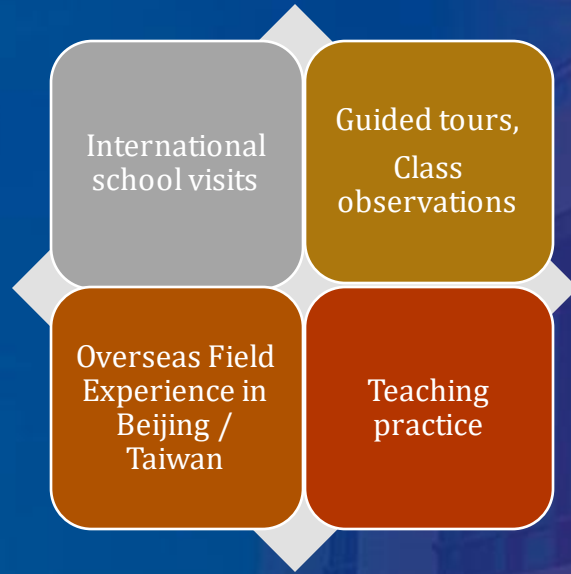 International
school visits
Guided tours,
Class
observations
Overseas Field
Experience in
Beijing /
Taiwan
Teaching
practice